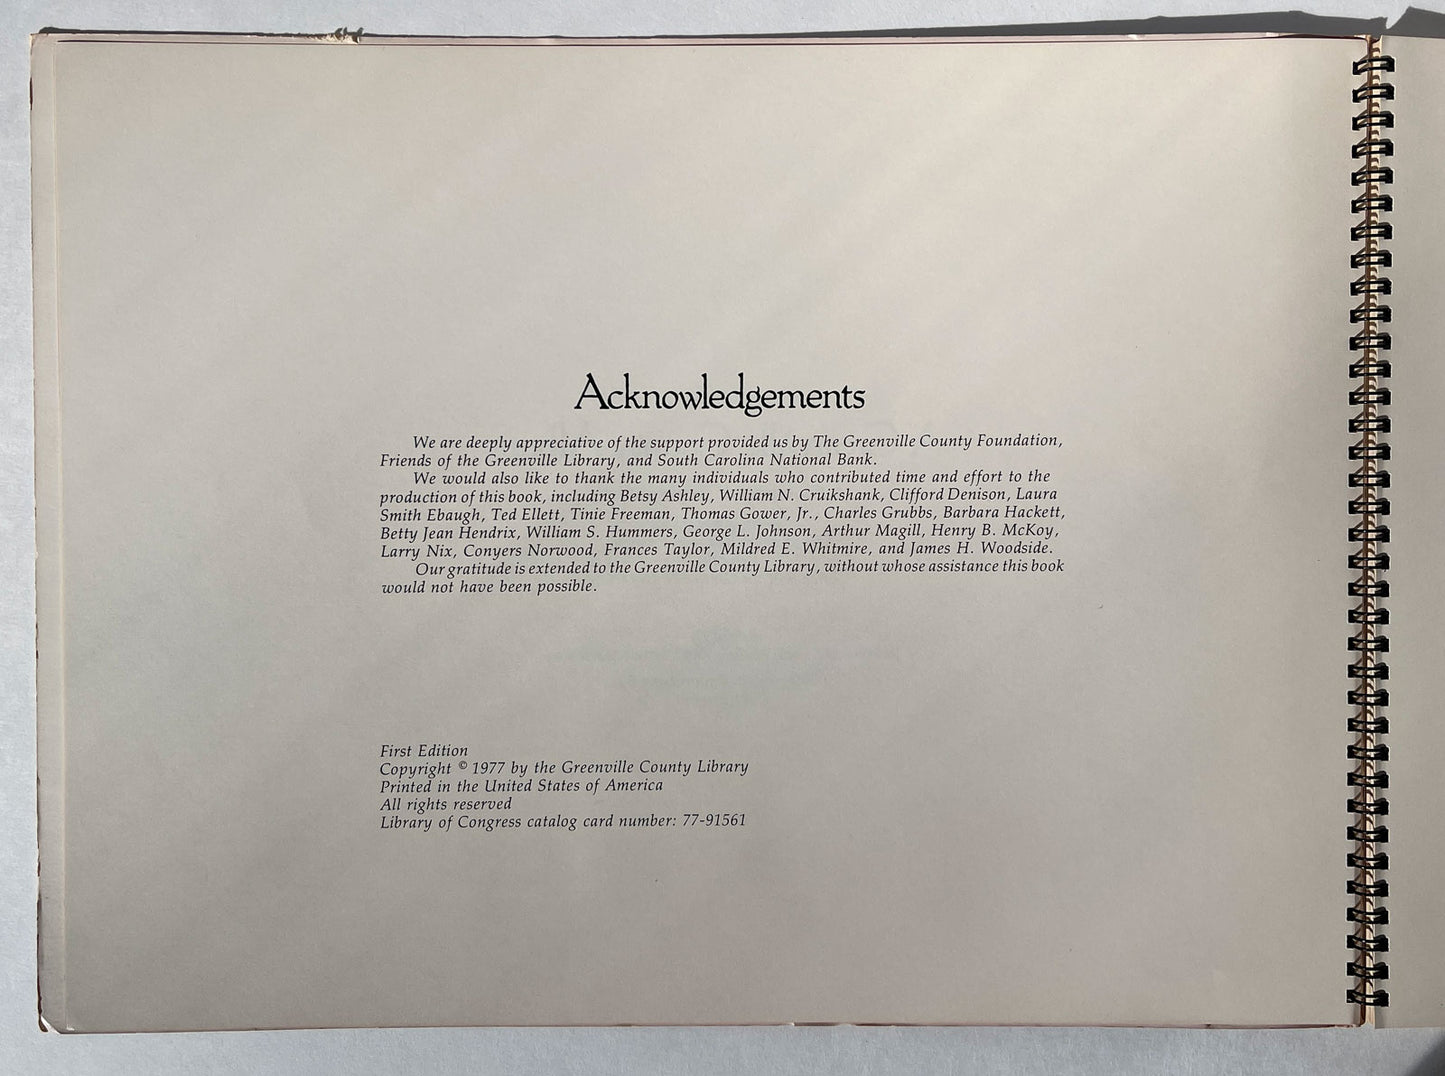 Acknowledgements
We are deeply appreciative of the support provided us by The Greenville County Foundation,
Friends of the Greenville Library, and South Carolina National Bank.
We would also like to thank the many individuals who contributed time and effort to the
production of this book, including Betsy Ashley, William N. Cruikshank, Clifford Denison, Laura
Smith Ebaugh, Ted Ellett, Tinie Freeman, Thomas Gower, Jr., Charles Grubbs, Barbara Hackett,
Betty Jean Hendrix, William S. Hummers, George L. Johnson, Arthur Magill, Henry B. McKoy,
Larry Nix, Conyers Norwood, Frances Taylor, Mildred E. Whitmire, and James H. Woodside.
Our gratitude is extended to the Greenville County Library, without whose assistance this book
would not have been possible.
First Edition
Copyright © 1977 by the Greenville County Library
Printed in the United States of America
All rights reserved
Library of Congress catalog card number: 77-91561